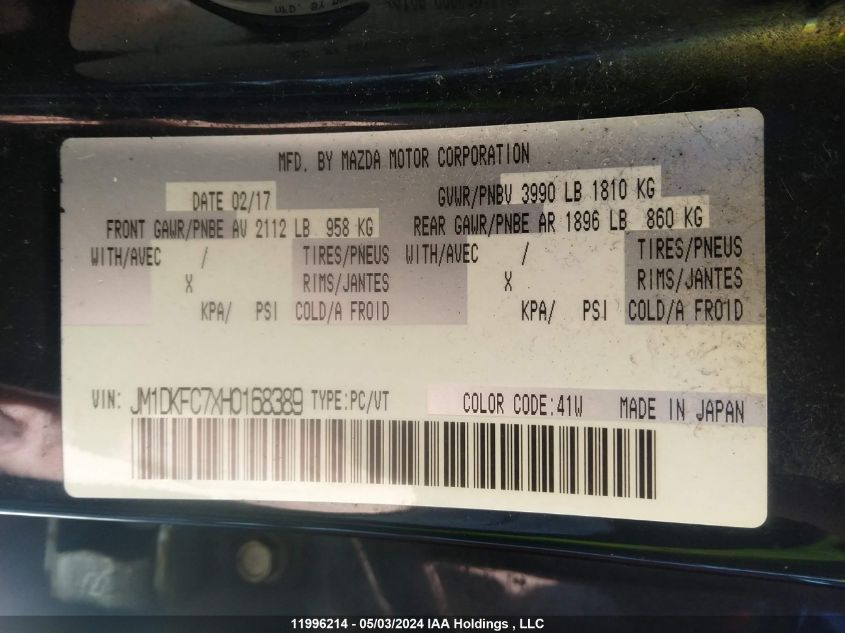 MFD. BY MAZDA MOTOR CORPORATION
DATE 02/17 GVWR/PNBV 3990 LB 1810 KG
FRONT GAWR/PNBE AV 2112 LB 958 KG REAR GAWR/PNBE AR 1896 LB 860 KG
WITH/AVEC / TIRES/PNEUS WITH/AVEC / TIRES/PNEUS
X RIMS/JANTES X RIMS/JANTES
KPA/ PSI COLD/A FROID KPA/ PSI COLD/A FROID
VIN: JM1DKFC7XH0168389 TYPE:PC/VT COLOR CODE:41W MADE IN JAPAN
11996214 - 05/03/2024 IAA Holdings , LLC